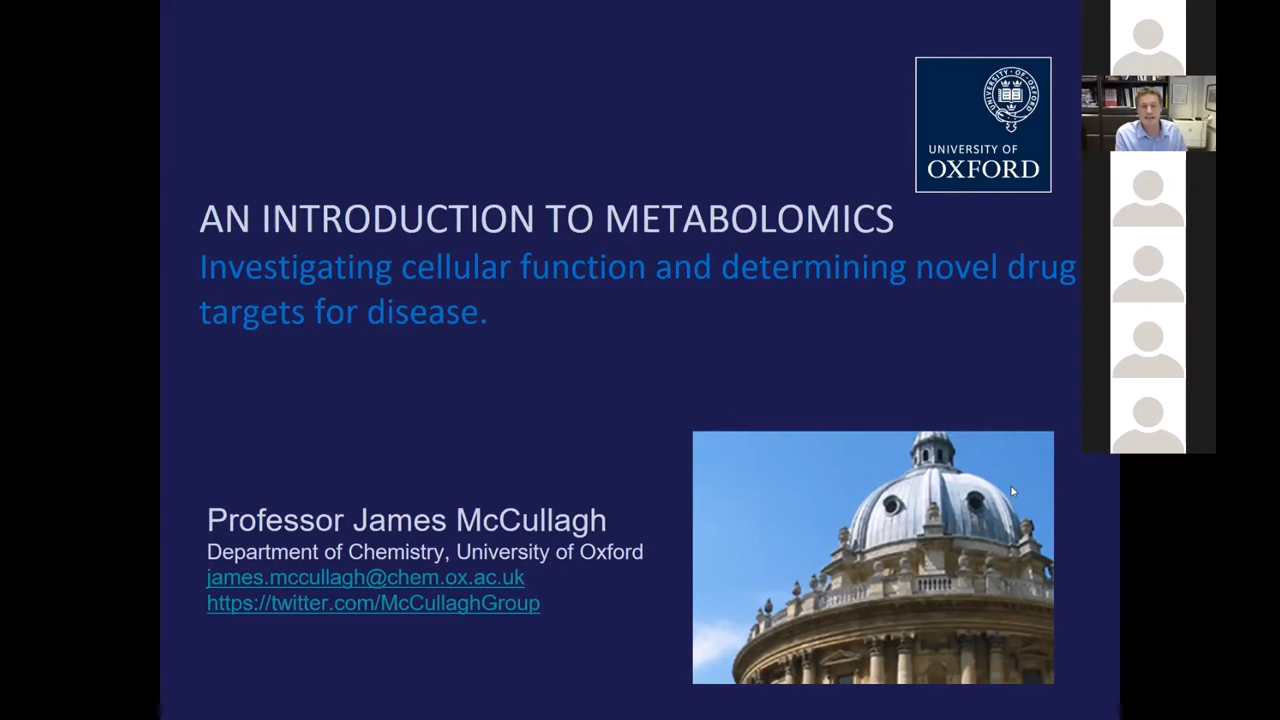 UNIVERSITY OF
OXFORD
AN INTRODUCTION TO METABOLOMICS
Investigating cellular function and determining novel drug
targets for disease.
Professor James McCullagh
Department of Chemistry, University of Oxford
james.mccullagh@chem.ox.ac.uk
https://twitter.com/McCullaghGroup